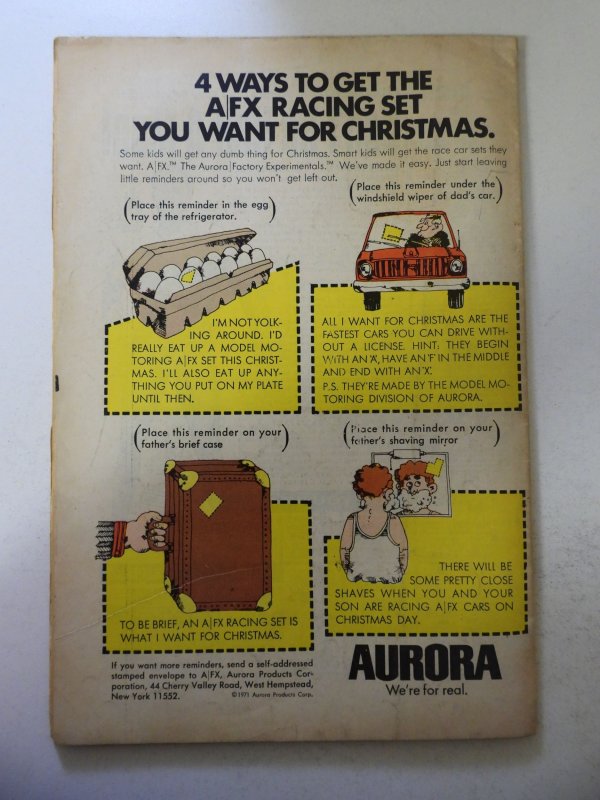 4 WAYS TO GET THE
A|FX RACING SET
YOU WANT FOR CHRISTMAS.
Some kids will get any dumb thing for Christmas. Smart kids will get the race car sets they
want. A|FX.™ The Aurora|Factory Experimentals.™ We've made it easy. Just start leaving
little reminders around so you won't get left out.
(Place this reminder in the egg
tray of the refrigerator.)
I'M NOT YOLK-
ING AROUND. I'D
REALLY EAT UP A MODEL MO-
TORING A|FX SET THIS CHRIST-
MAS. I'LL ALSO EAT UP ANY-
THING YOU PUT ON MY PLATE
UNTIL THEN.
(Place this reminder under the
windshield wiper of dad's car.)
ALL I WANT FOR CHRISTMAS ARE THE
FASTEST CARS YOU CAN DRIVE WITH-
OUT A LICENSE. HINT: THEY BEGIN
WITH AN 'A', HAVE AN 'F' IN THE MIDDLE
AND END WITH AN 'X'.
P.S. THEY'RE MADE BY THE MODEL MO-
TORING DIVISION OF AURORA.
(Place this reminder on your
father's brief case)
TO BE BRIEF, AN A|FX RACING SET IS
WHAT I WANT FOR CHRISTMAS.
(Place this reminder on your
father's shaving mirror)
THERE WILL BE
SOME PRETTY CLOSE
SHAVES WHEN YOU AND YOUR
SON ARE RACING A|FX CARS ON
CHRISTMAS DAY.
If you want more reminders, send a self-addressed
stamped envelope to A|FX, Aurora Products Cor-
poration, 44 Cherry Valley Road, West Hempstead,
New York 11552.
©1971 Aurora Products Corp.
AURORA
We're for real.